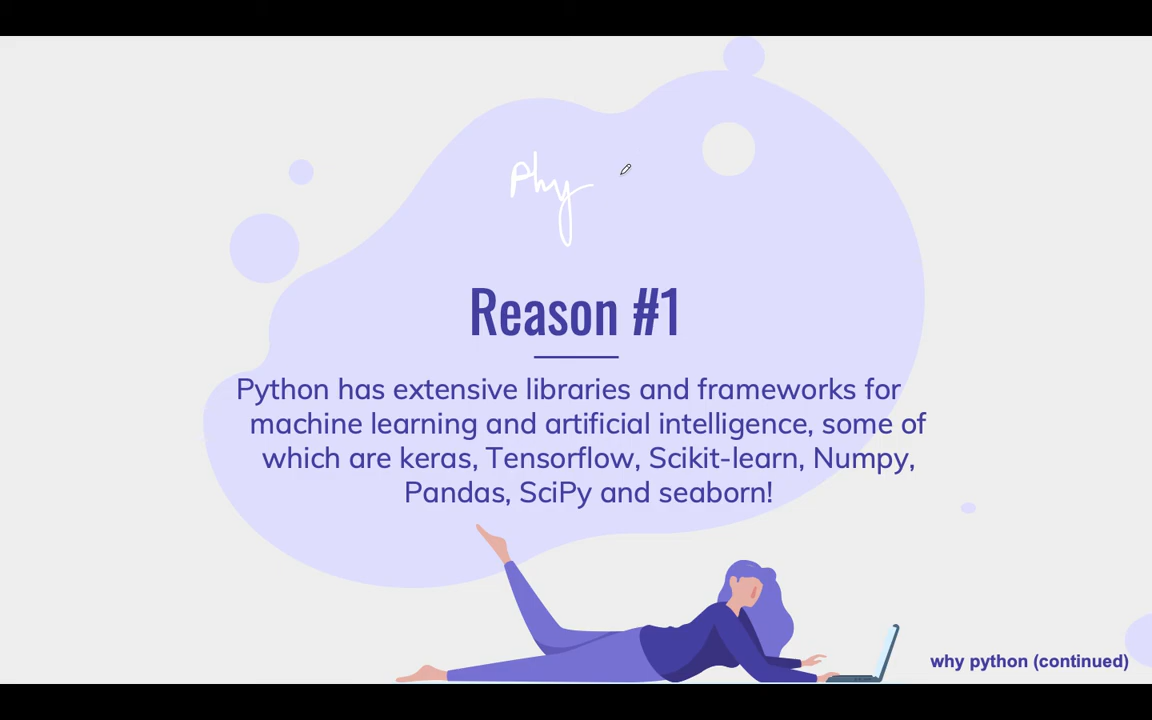 Phy
Reason #1
Python has extensive libraries and frameworks for
machine learning and artificial intelligence, some of
which are keras, Tensorflow, Scikit-learn, Numpy,
Pandas, SciPy and seaborn!
why python (continued)